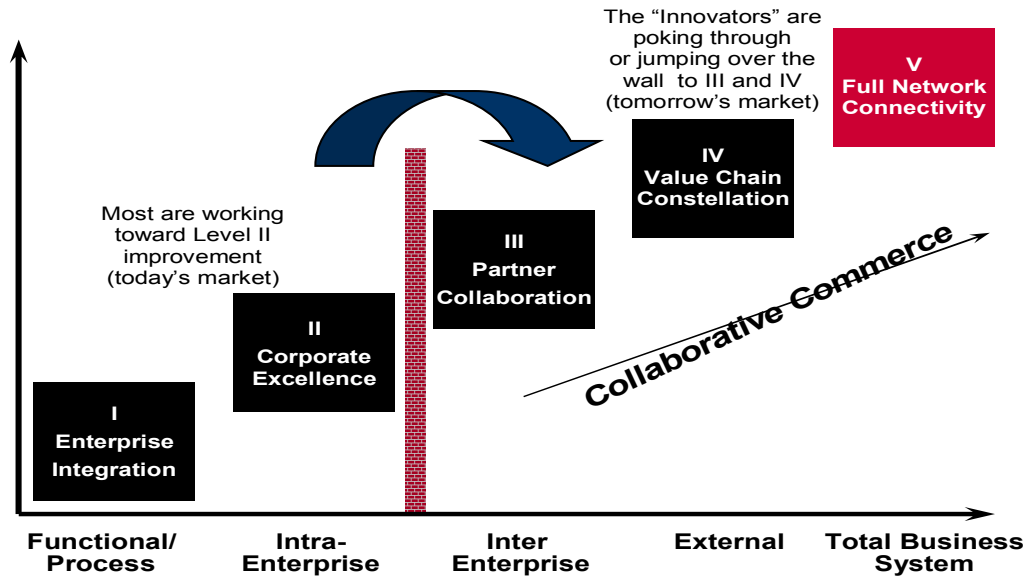 The “Innovators” are
poking through
or jumping over the
wall to III and IV
(tomorrow’s market)
V
Full Network
Connectivity
IV
Value Chain
Constellation
Most are working
toward Level II
improvement
(today’s market)
III
Partner
Collaboration
II
Corporate
Excellence
I
Enterprise
Integration
Collaborative Commerce
Functional/
Process
Intra-
Enterprise
Inter
Enterprise
External
Total Business
System